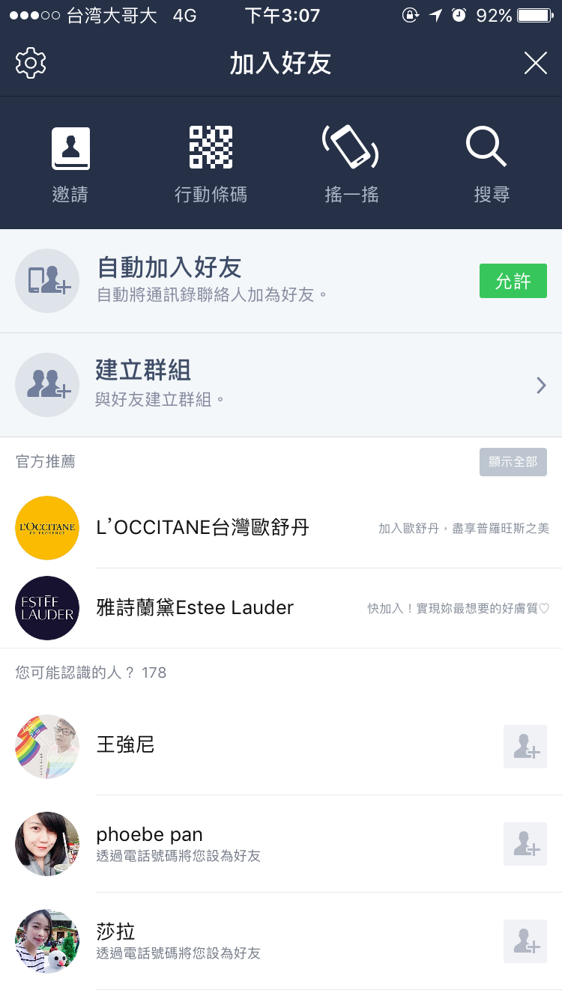 台湾大哥大 4G 下午3:07 92%
加入好友
邀請 行動條碼 搖一搖 搜尋
自動加入好友
自動將通訊錄聯絡人加為好友。
允許
建立群組
與好友建立群組。
官方推薦 顯示全部
L'OCCITANE
EN PROVENCE
L’OCCITANE台灣歐舒丹 加入歐舒丹，盡享普羅旺斯之美
ESTĒE
LAUDER
雅詩蘭黛Estee Lauder 快加入！實現妳最想要的好膚質♡
您可能認識的人？ 178
王強尼
phoebe pan
透過電話號碼將您設為好友
莎拉
透過電話號碼將您設為好友